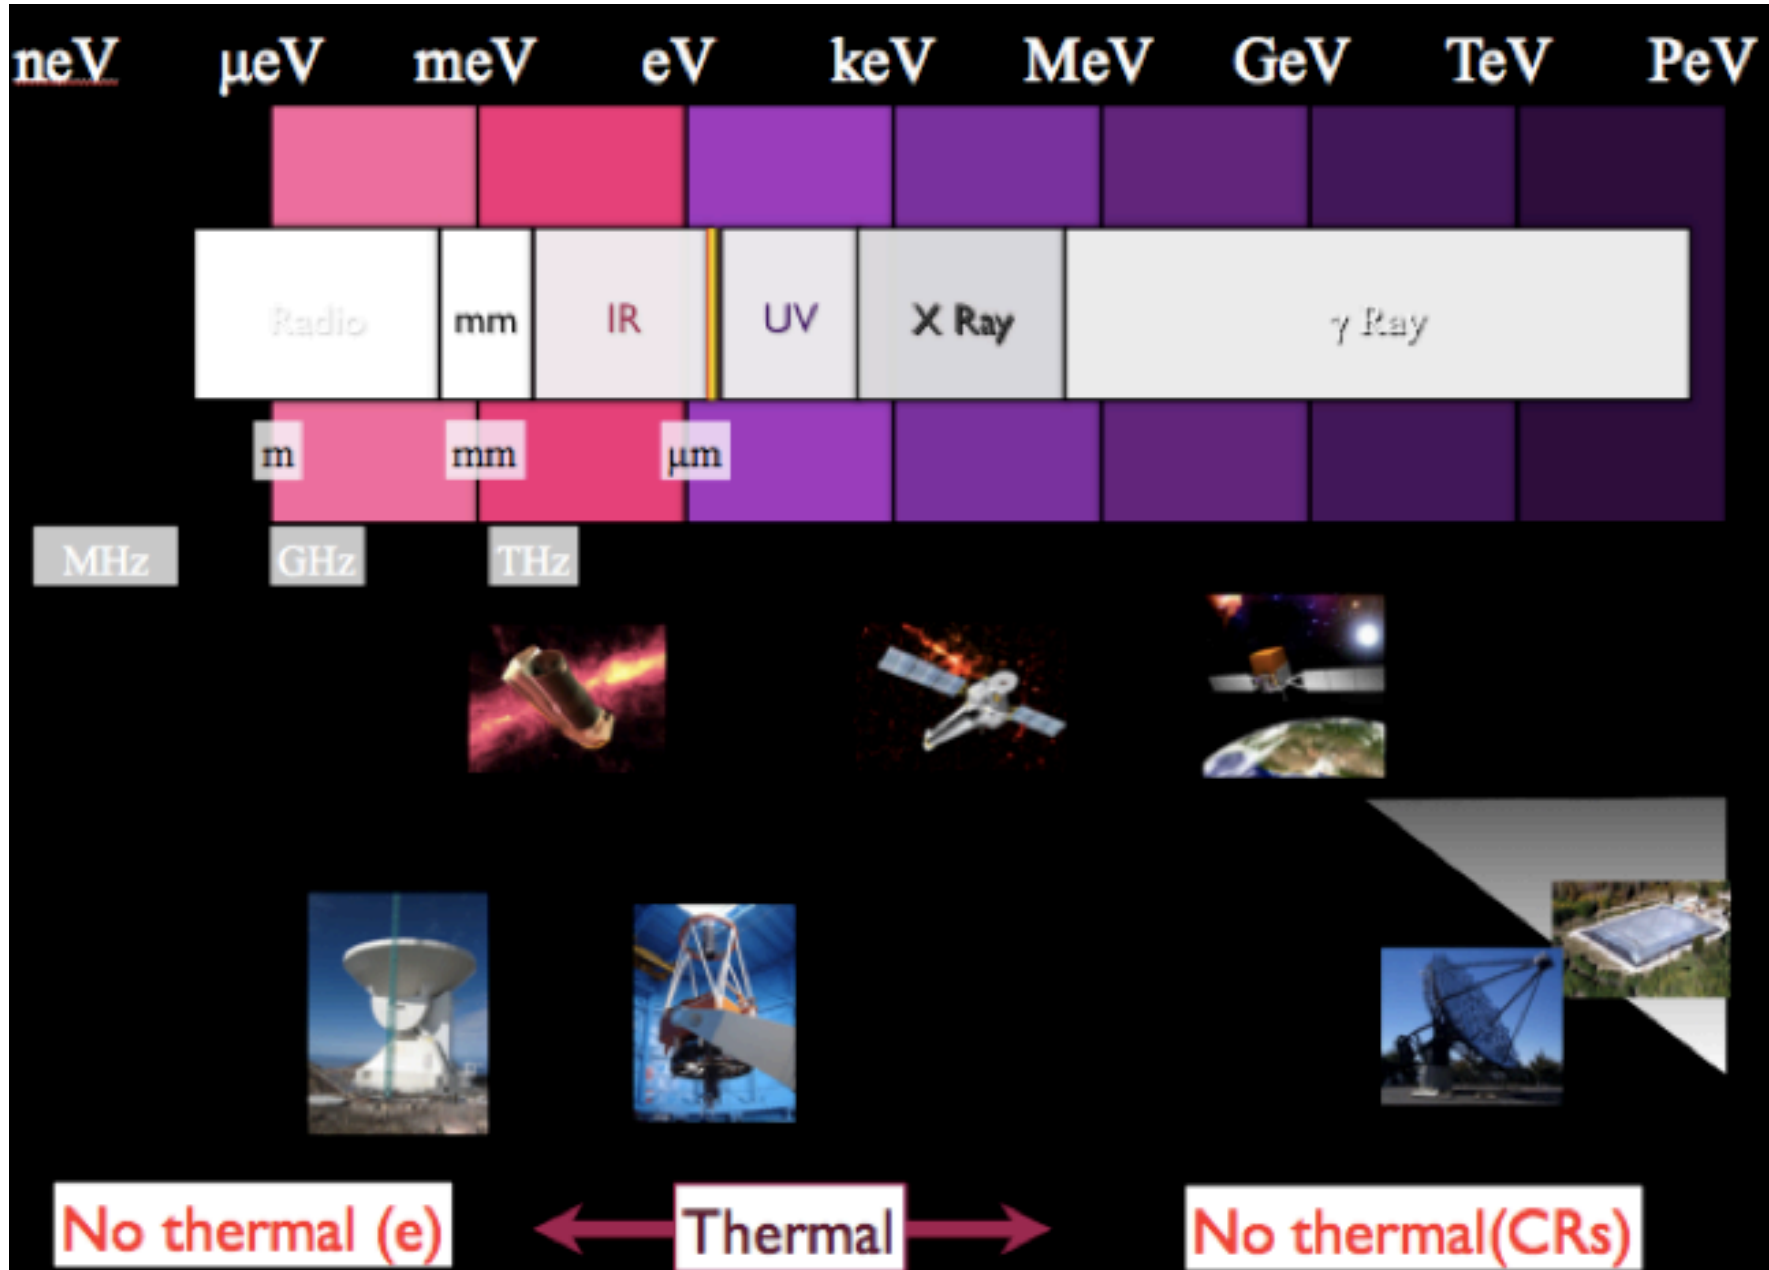 neV μeV meV eV keV MeV GeV TeV PeV
Radio mm IR UV X Ray γ Ray
m mm μm
MHz GHz THz
No thermal (e) Thermal No thermal(CRs)